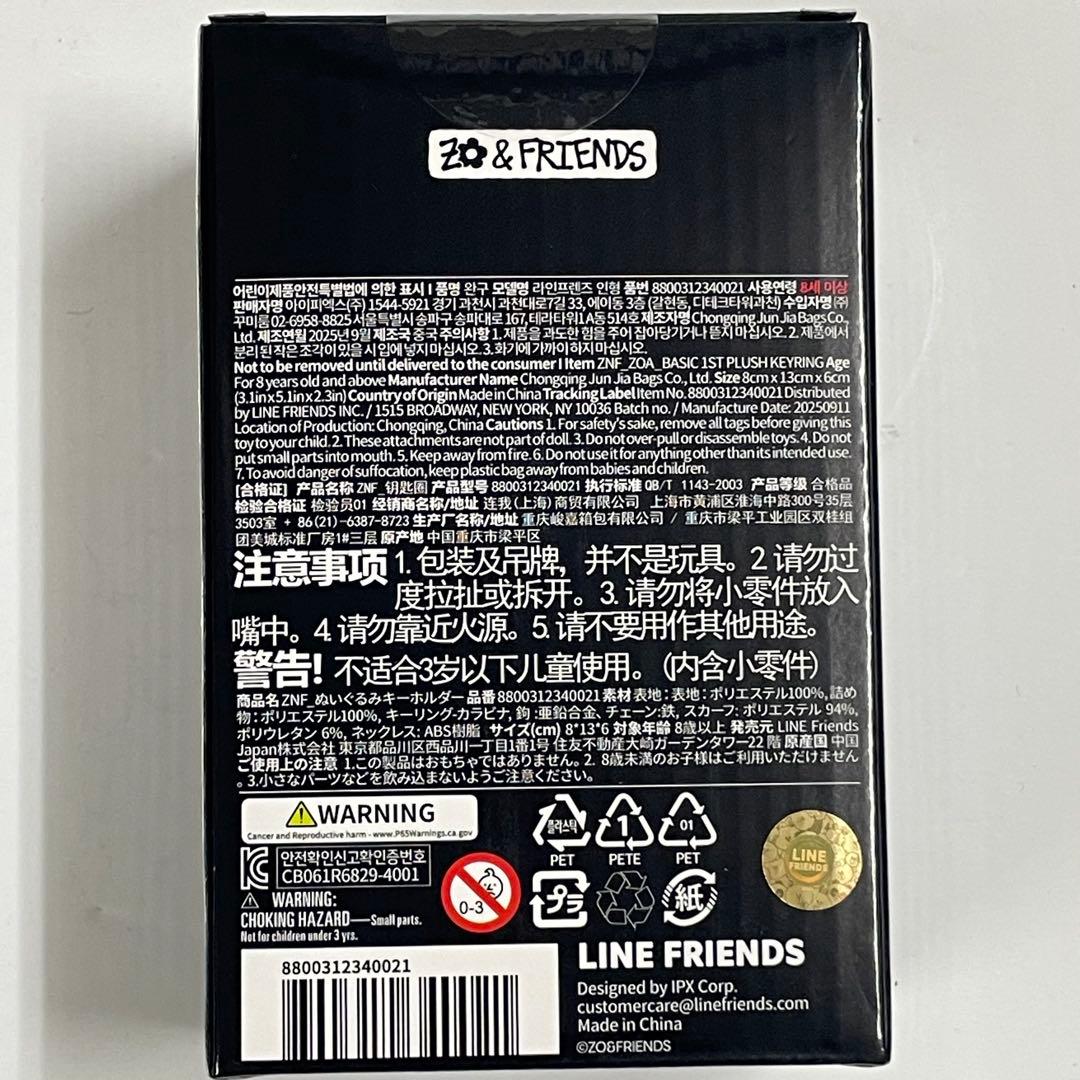 ZO & FRIENDS
어린이제품안전특별법에 의한 표시 I 품명 완구 모델명 라인프렌즈 인형 품번 8800312340021 사용연령 8세 이상
판매자명 아이피엑스(주) 1544-5921 경기 과천시 과천대로7길 33, 에이동 3층 (갈현동, 디테크타워과천) 수입자명 (주)
꾸미룸 02-6958-8825 서울특별시 송파구 송파대로 167, 테라타워1 A동 514호 제조자명 Chongqing Jun Jia Bags Co.,
Ltd. 제조연월 2025년 9월 제조국 중국 주의사항 1. 제품을 과도한 힘을 주어 잡아당기거나 뜯지 마십시오. 2. 제품에서
분리된 작은 조각이 있을 시 입에 넣지 마십시오. 3. 화기에 가까이 하지 마십시오.
Not to be removed until delivered to the consumer I Item ZNF_ZOA_BASIC 1ST PLUSH KEYRING Age
For 8 years old and above Manufacturer Name Chongqing Jun Jia Bags Co., Ltd. Size 8cm x 13cm x 6cm
(3.1in x 5.1in x 2.3in) Country of Origin Made in China Tracking Label Item No. 8800312340021 Distributed
by LINE FRIENDS INC. / 1515 BROADWAY, NEW YORK, NY 10036 Batch no. / Manufacture Date: 20250911
Location of Production: Chongqing, China Cautions 1. For safety's sake, remove all tags before giving this
toy to your child. 2. These attachments are not part of doll. 3. Do not over-pull or disassemble toys. 4. Do not
put small parts into mouth. 5. Keep away from fire. 6. Do not use it for anything other than its intended use.
7. To avoid danger of suffocation, keep plastic bag away from babies and children.
[合格证] 产品名称 ZNF_钥匙圈 产品型号 8800312340021 执行标准 QB/T 1143-2003 产品等级 合格品
检验合格证 检验员01 经销商名称/地址 连我(上海)商贸有限公司 上海市黄浦区淮海中路300号35层
3503室 + 86(21)-6387-8723 生产厂名称/地址 重庆峻嘉箱包有限公司 / 重庆市梁平工业园区双桂组
团美城标准厂房1#三层 原产地 中国重庆市梁平区
注意事项 1. 包装及吊牌，并不是玩具。2. 请勿过
度拉扯或拆开。3. 请勿将小零件放入
嘴中。4. 请勿靠近火源。5. 请不要用作其他用途。
警告! 不适合3岁以下儿童使用。(内含小零件)
商品名 ZNF_ぬいぐるみキーホルダー 品番 8800312340021 素材 表地 : 表地 : ポリエステル100%, 詰め
物 : ポリエステル100%, キーリング-カラビナ, 鉤 :亜鉛合金、チェーン:鉄, スカーフ: ポリエステル 94%,
ポリウレタン 6%, ネックレス: ABS樹脂 サイズ(cm) 8*13*6 対象年齢 8歳以上 発売元 LINE Friends
Japan株式会社 東京都品川区西品川一丁目1番1号 住友不動産大崎ガーデンタワー22 階 原産国 中国
ご使用上の注意 1.この製品はおもちゃではありません。2. 8歳未満のお子様はご利用いただけません
。3.小さなパーツなどを飲み込まないようご注意ください。
WARNING
Cancer and Reproductive harm - www.P65Warnings.ca.gov
플라스틱
PET
1
PETE
01
PET
LINE
FRIENDS
안전확인신고확인증번호
CB061R6829-4001
0-3
プラ
紙
WARNING:
CHOKING HAZARD—Small parts.
Not for children under 3 yrs.
8800312340021
LINE FRIENDS
Designed by IPX Corp.
customercare@linefriends.com
Made in China
©ZO&FRIENDS